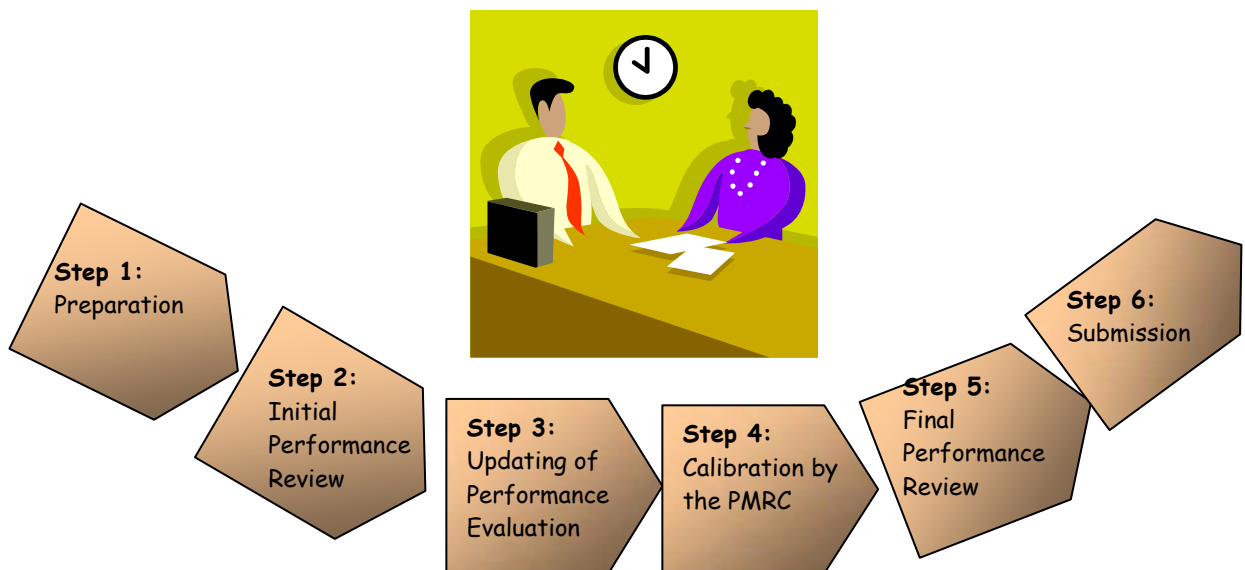 Step 1:
Preparation
Step 2:
Initial
Performance
Review
Step 3:
Updating of
Performance
Evaluation
Step 4:
Calibration by
the PMRC
Step 5:
Final
Performance
Review
Step 6:
Submission